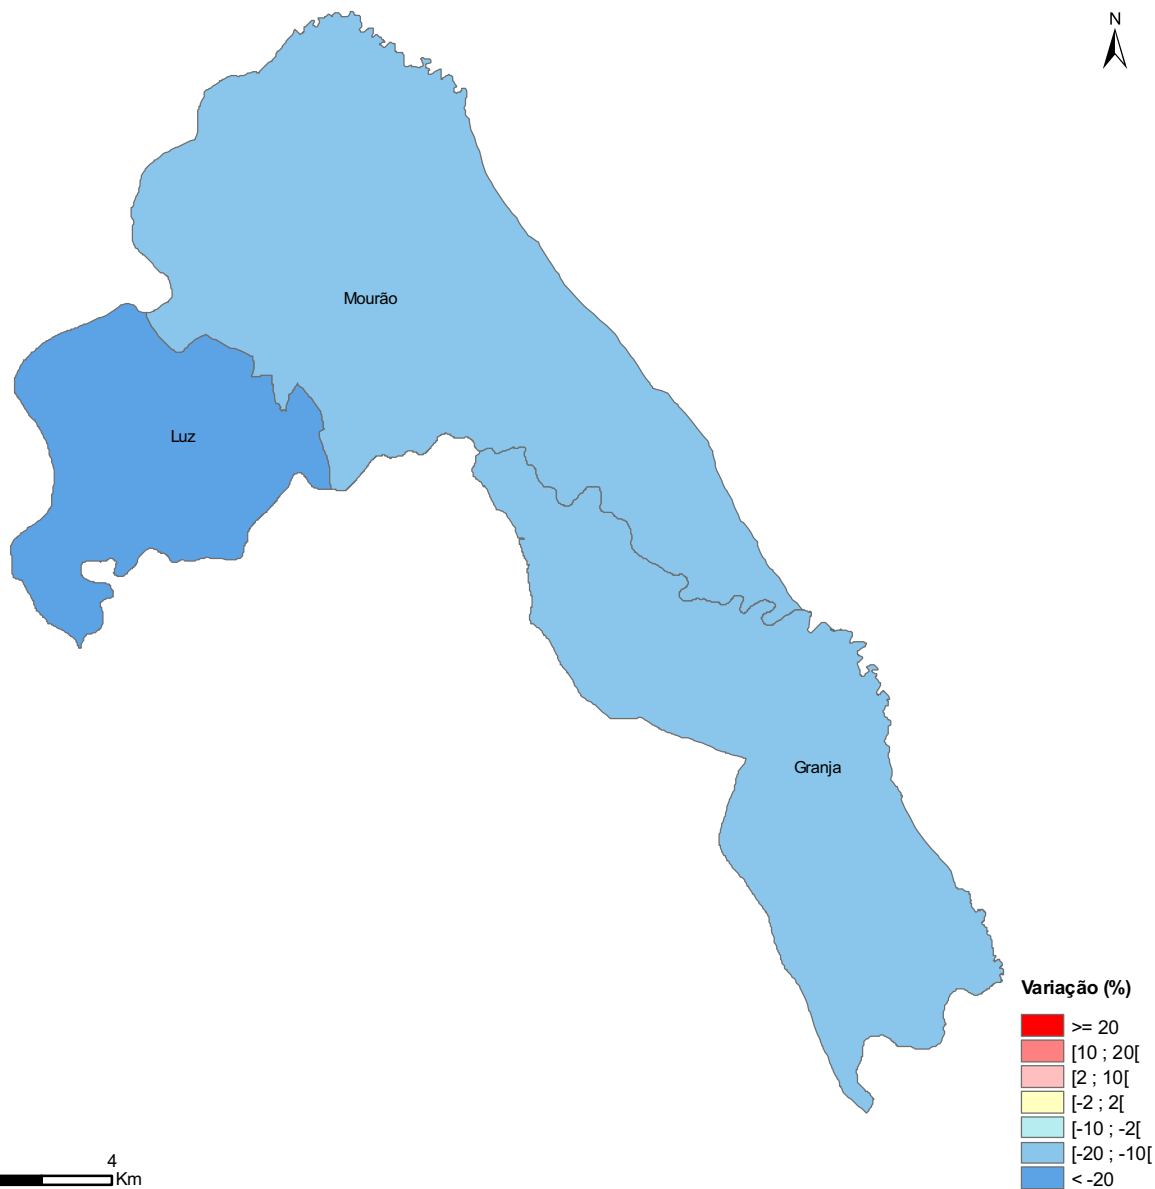 N
Mourão
Luz
Granja
Variação (%)
>= 20
[10 ; 20[
[2 ; 10[
[-2 ; 2[
[-10 ; -2[
[-20 ; -10[
< -20
4
Km